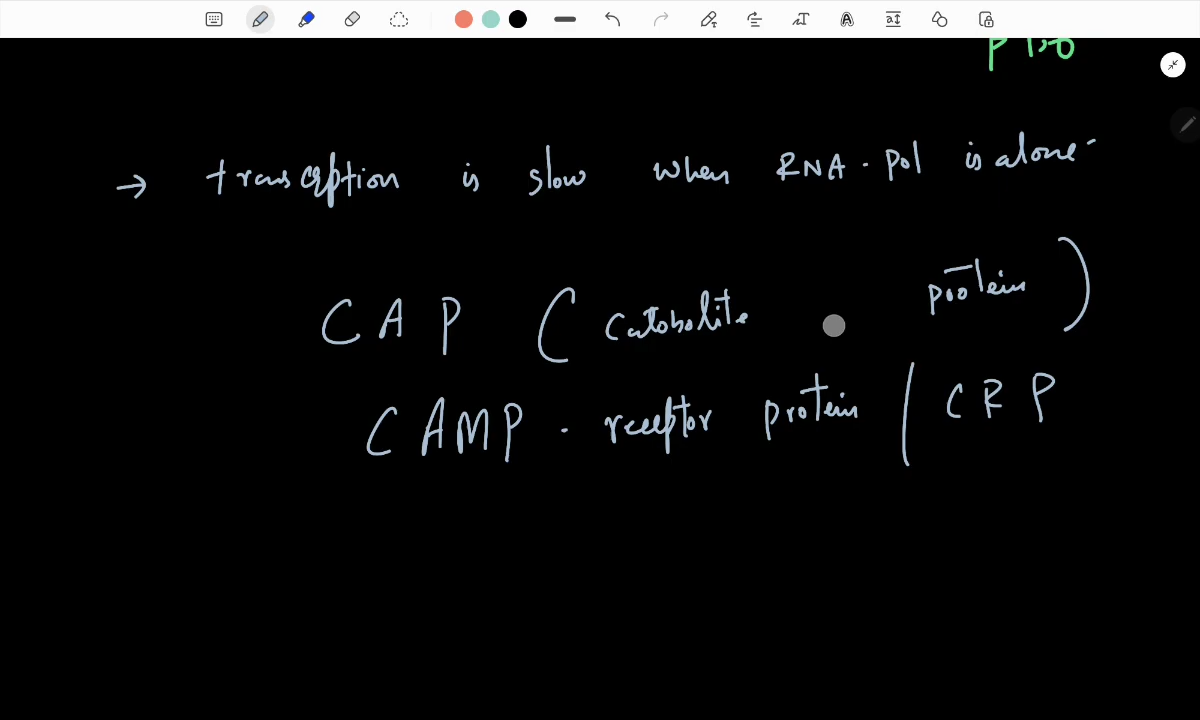 → transcription is slow when RNA-pol is alone-
CAP ( Catabolite protein )
CAMP - receptor protein ( CRP